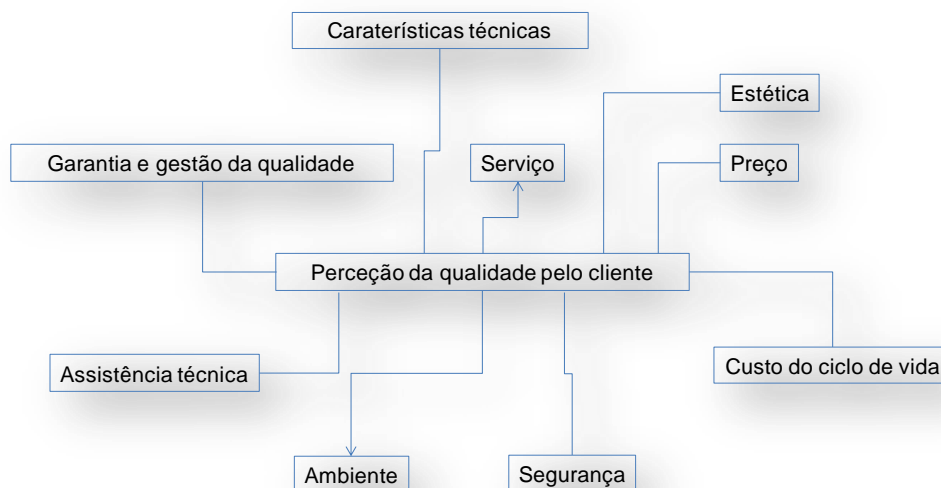 Caraterísticas técnicas
Estética
Garantia e gestão da qualidade
Serviço
Preço
Perceção da qualidade pelo cliente
Assistência técnica
Custo do ciclo de vida
Ambiente
Segurança